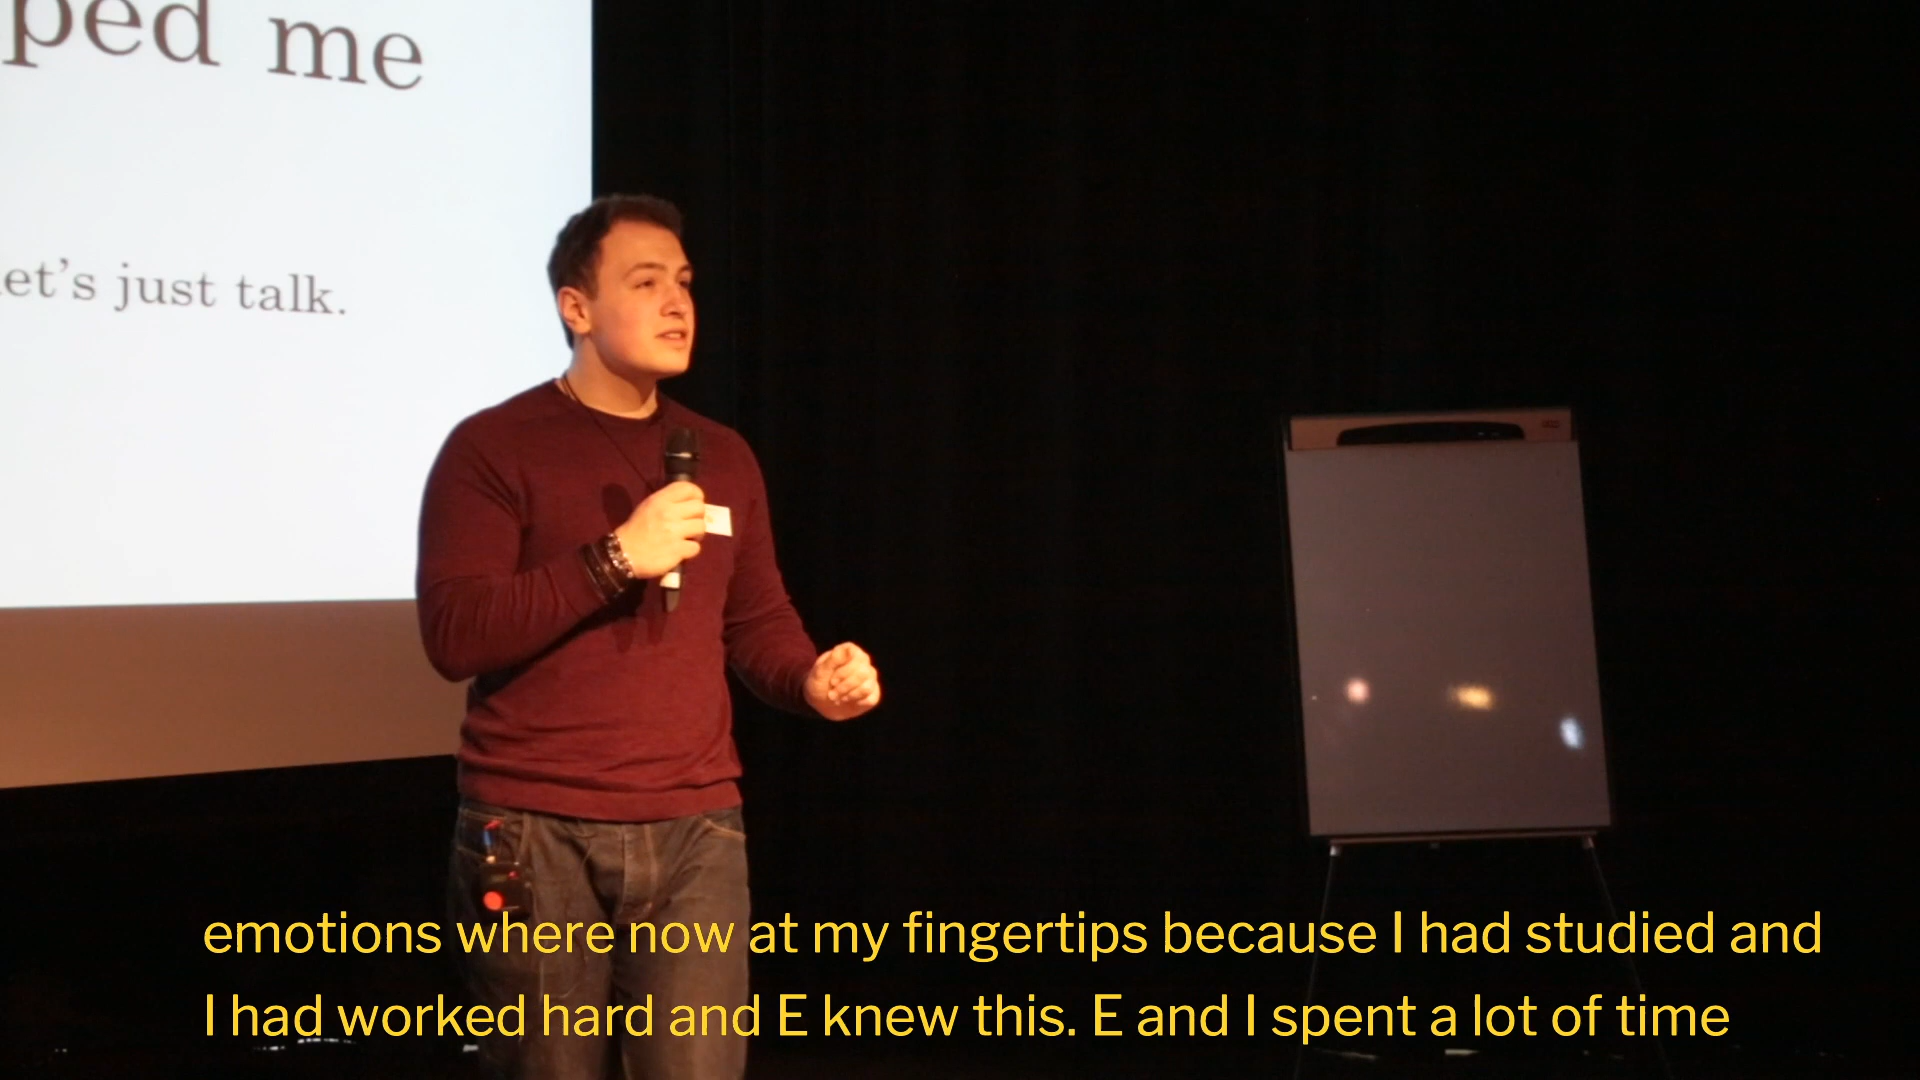 ped me
let's just talk.
emotions where now at my fingertips because I had studied and
I had worked hard and E knew this. E and I spent a lot of time